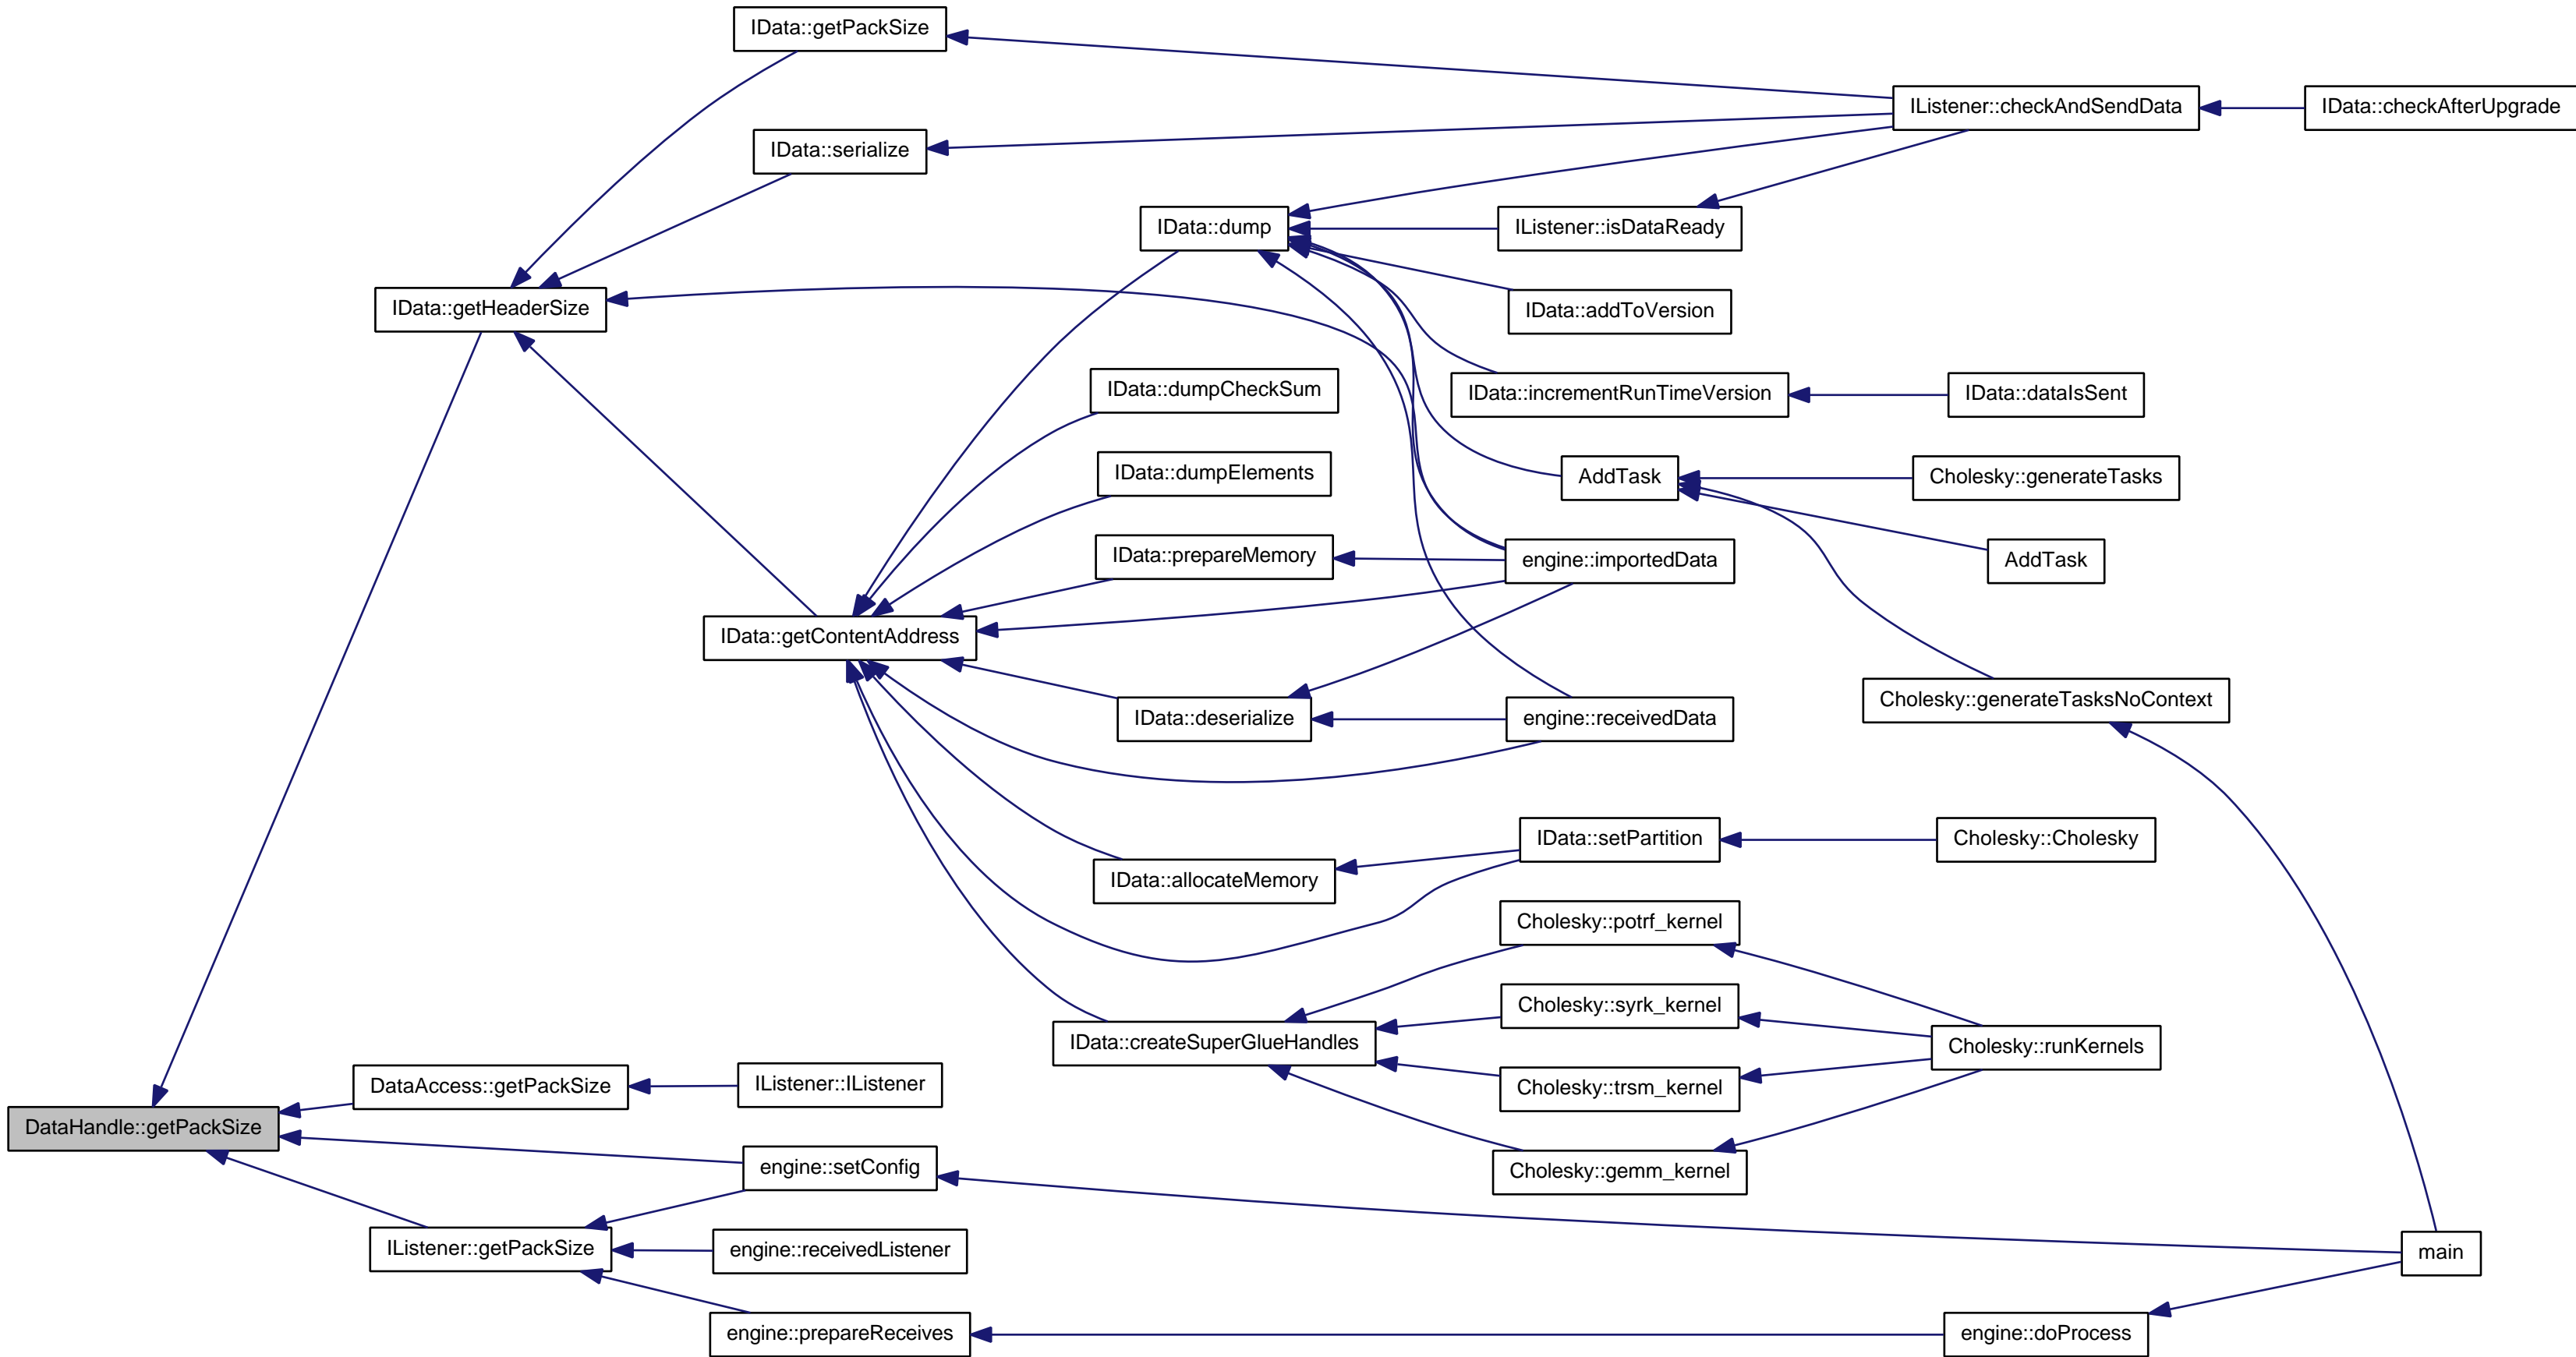 IData::getPackSize
IListener::checkAndSendData
IData::checkAfterUpgrade
IData::serialize
IData::dump
IListener::isDataReady
IData::getHeaderSize
IData::addToVersion
IData::dumpCheckSum
IData::incrementRunTimeVersion
IData::dataIsSent
IData::dumpElements
AddTask
Cholesky::generateTasks
IData::prepareMemory
engine::importedData
AddTask
IData::getContentAddress
IData::deserialize
engine::receivedData
Cholesky::generateTasksNoContext
IData::setPartition
Cholesky::Cholesky
IData::allocateMemory
Cholesky::potrf_kernel
Cholesky::syrk_kernel
IData::createSuperGlueHandles
Cholesky::runKernels
DataAccess::getPackSize
IListener::IListener
Cholesky::trsm_kernel
DataHandle::getPackSize
engine::setConfig
Cholesky::gemm_kernel
IListener::getPackSize
engine::receivedListener
main
engine::prepareReceives
engine::doProcess